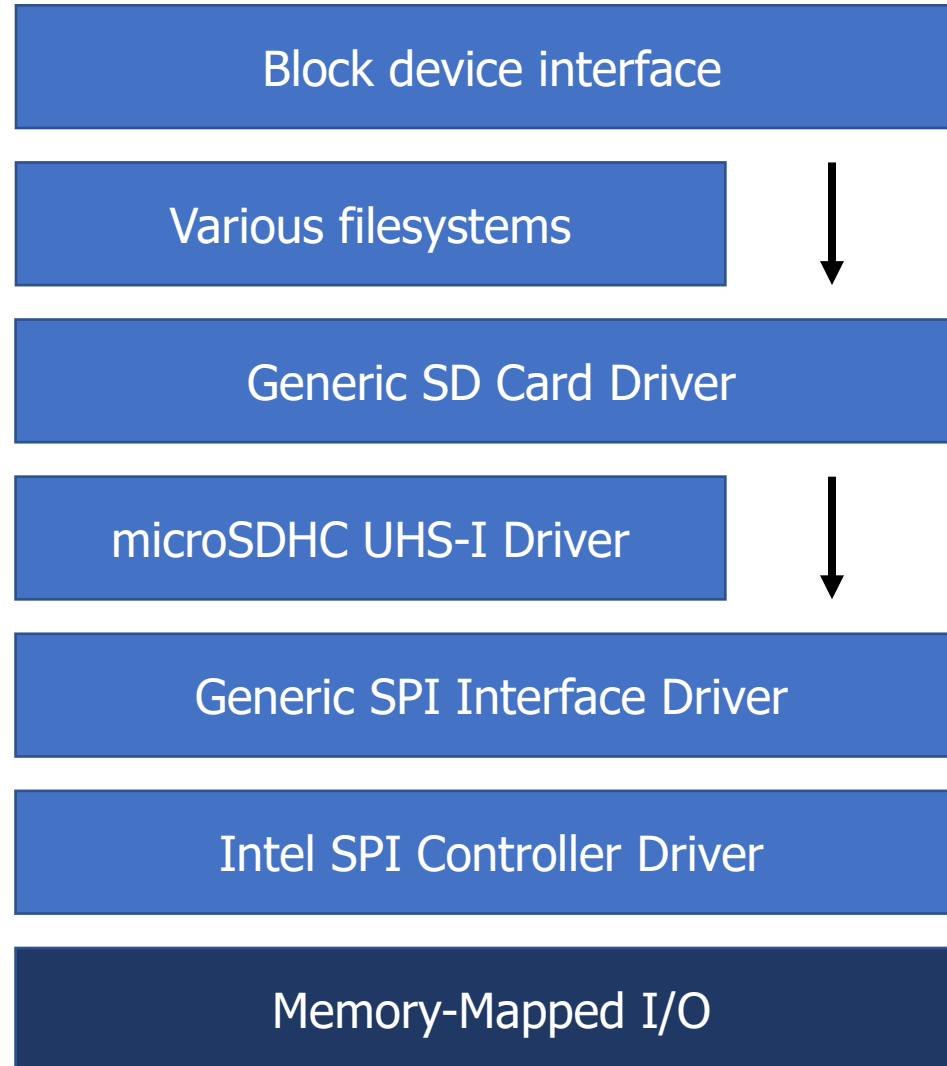 Block device interface
Various filesystems
Generic SD Card Driver
microSDHC UHS-I Driver
Generic SPI Interface Driver
Intel SPI Controller Driver
Memory-Mapped I/O